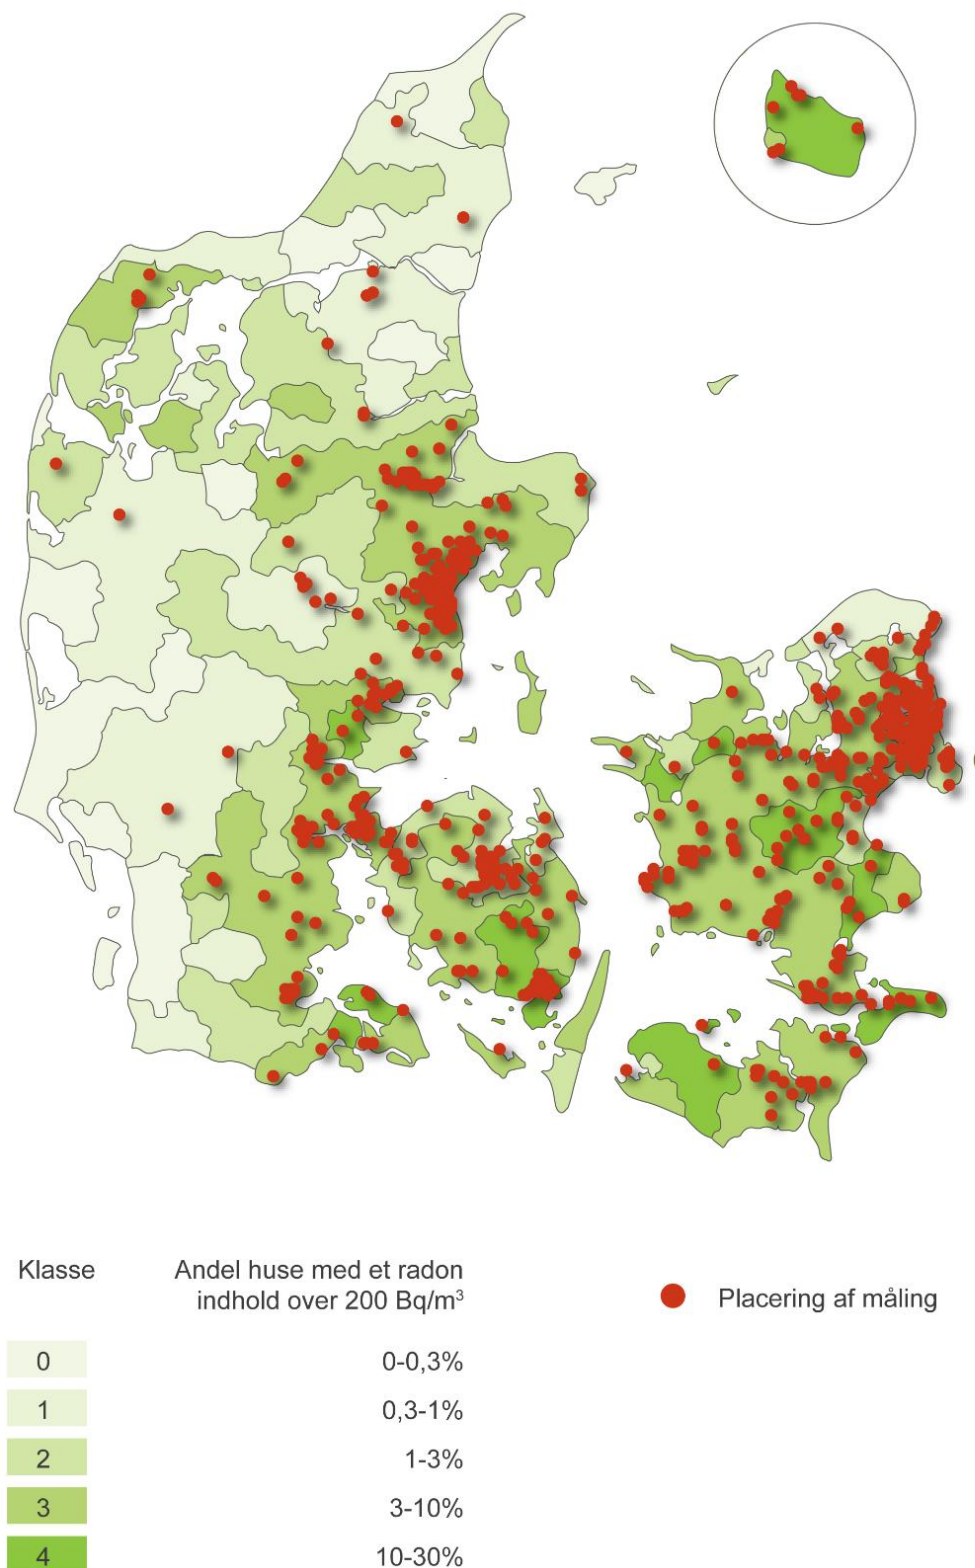 Klasse
Andel huse med et radon
indhold over 200 Bq/m³
Placering af måling
0 0-0,3%
1 0,3-1%
2 1-3%
3 3-10%
4 10-30%